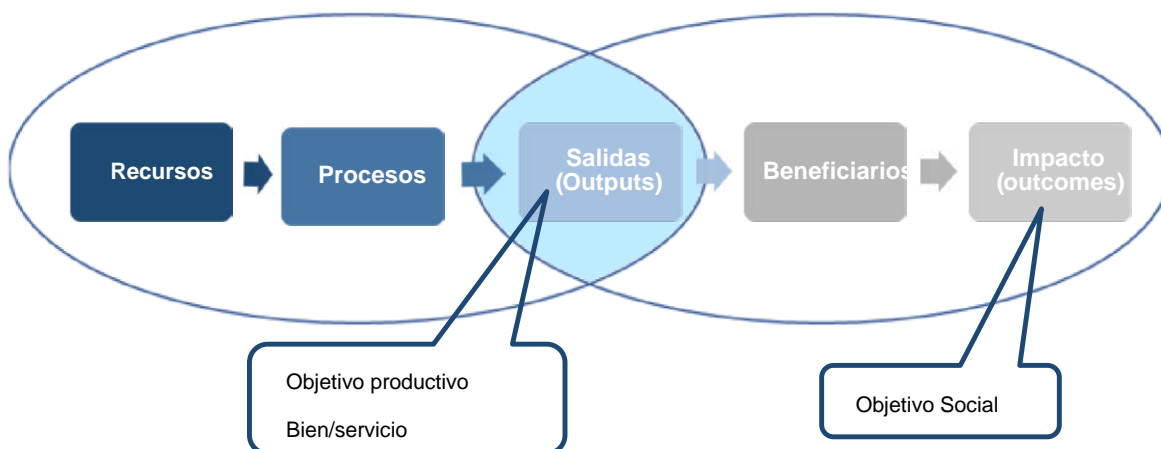 Recursos
Procesos
Salidas
(Outputs)
Beneficiarios
Impacto
(outcomes)
Objetivo productivo
Bien/servicio
Objetivo Social